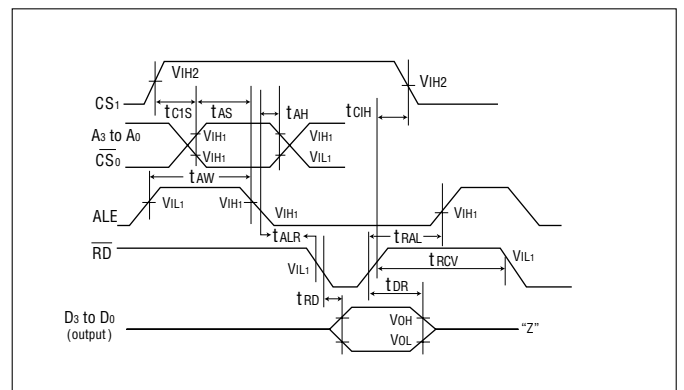 VIH2
VIH2
CS1
tC1S
tAS
tAH
tCIH
A3 to A0
VIH1
VIH1
CS0
VIH1
VIL1
tAW
ALE
VIL1
VIH1
VIH1
VIH1
tALR
tRAL
RD
VIL1
tRCV
VIL1
tRD
tDR
D3 to D0
(output)
VOH
VOL
“Z”